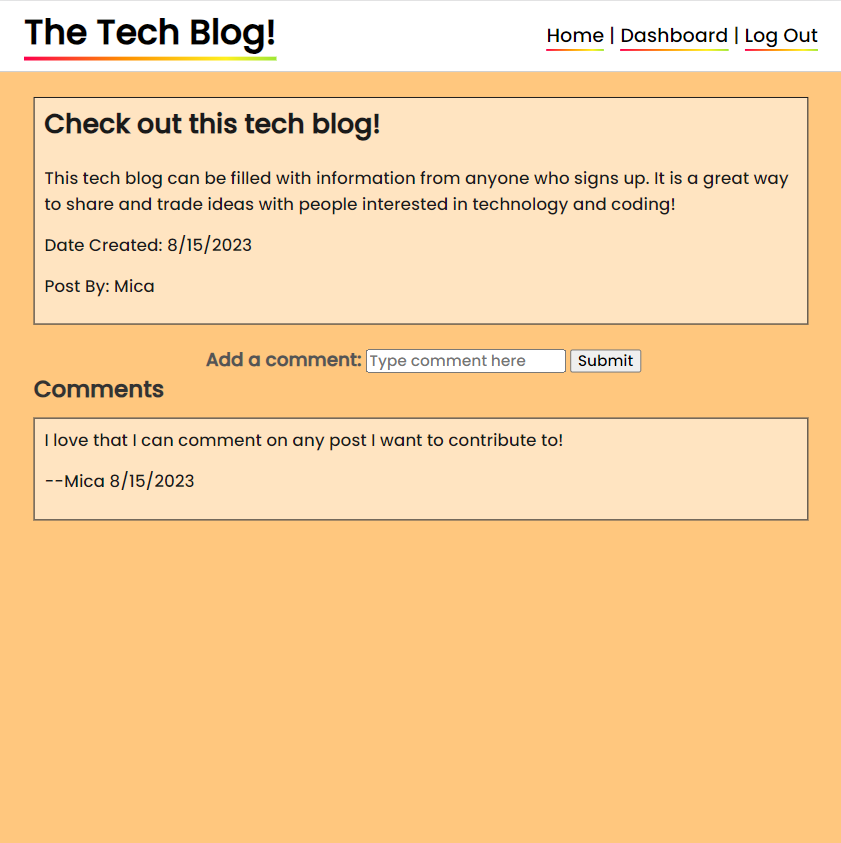 The Tech Blog!
Home | Dashboard | Log Out
Check out this tech blog!
This tech blog can be filled with information from anyone who signs up. It is a great way
to share and trade ideas with people interested in technology and coding!
Date Created: 8/15/2023
Post By: Mica
Add a comment: Type comment here Submit
Comments
I love that I can comment on any post I want to contribute to!
--Mica 8/15/2023